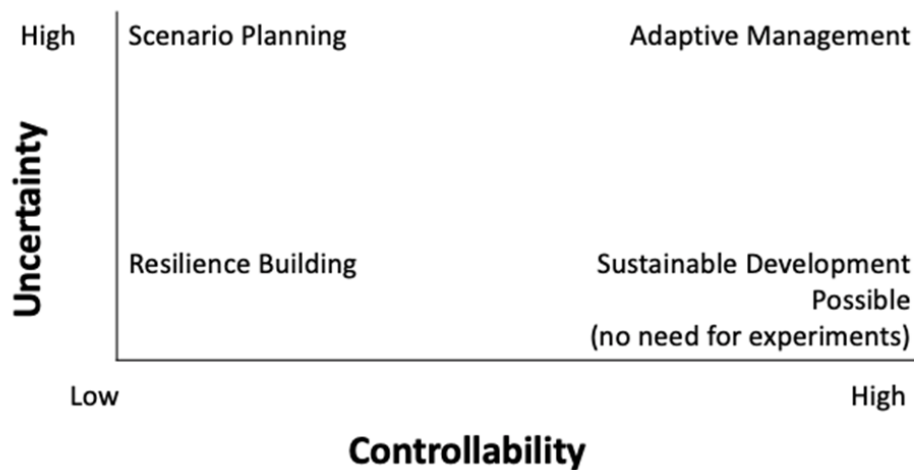 High
Scenario Planning
Adaptive Management
Uncertainty
Resilience Building
Sustainable Development
Possible
(no need for experiments)
Low
High
Controllability